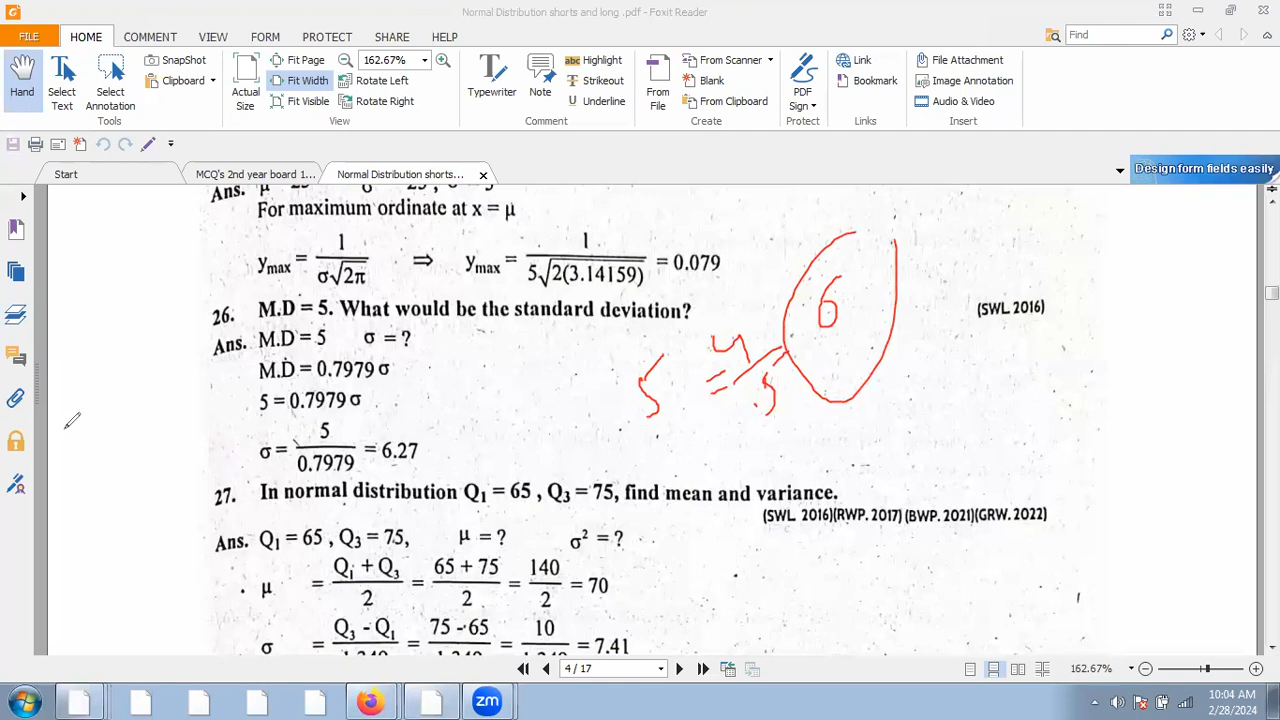 Normal Distribution shorts and long .pdf - Foxit Reader
FILE HOME COMMENT VIEW FORM PROTECT SHARE HELP
Find
Hand
Select Text
Select Annotation
SnapShot
Clipboard
Tools
Actual Size
Fit Page
Fit Width
Fit Visible
162.67%
Rotate Left
Rotate Right
View
Typewriter
Note
Highlight
Strikeout
Underline
Comment
From File
From Scanner
Blank
From Clipboard
Create
PDF Sign
Protect
Link
Bookmark
Links
File Attachment
Image Annotation
Audio & Video
Insert
Start
MCQ's 2nd year board 1...
Normal Distribution shorts...
Design form fields easily
Ans.
For maximum ordinate at x = μ
y max = 1 / σ√2π ⇒ y max = 1 / 5√2(3.14159) = 0.079
26. M.D = 5. What would be the standard deviation? (SWL 2016)
Ans. M.D = 5 σ = ?
M.D = 0.7979 σ
5 = 0.7979 σ
σ = 5 / 0.7979 = 6.27
5 = 4/5 6
27. In normal distribution Q₁ = 65 , Q₃ = 75, find mean and variance.
(SWL 2016)(RWP. 2017) (BWP. 2021)(GRW. 2022)
Ans. Q₁ = 65 , Q₃ = 75, μ = ? σ² = ?
μ = Q₁ + Q₃ / 2 = 65 + 75 / 2 = 140 / 2 = 70
σ = Q₃ - Q₁ = 75 - 65 = 10 = 7.41
4 / 17
162.67%
zm
10:04 AM
2/28/2024